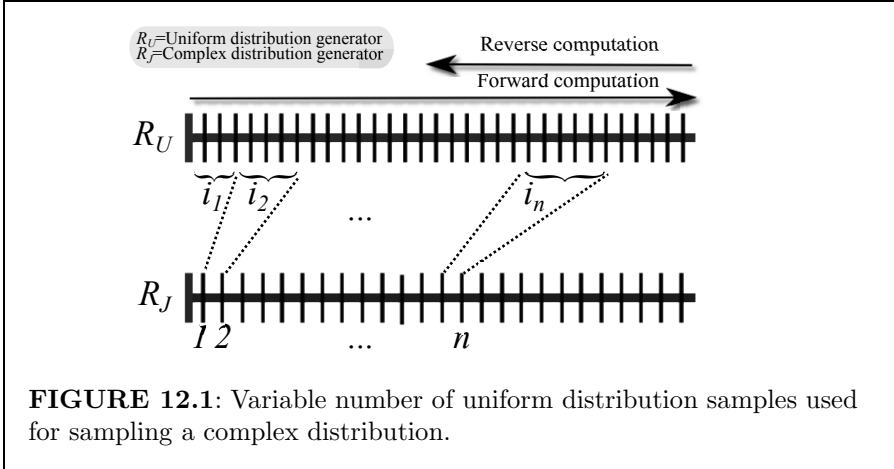 R_U=Uniform distribution generator
R_J=Complex distribution generator
Reverse computation
Forward computation
R_U
i_1 i_2 ... i_n
R_J
1 2 ... n
FIGURE 12.1: Variable number of uniform distribution samples used
for sampling a complex distribution.